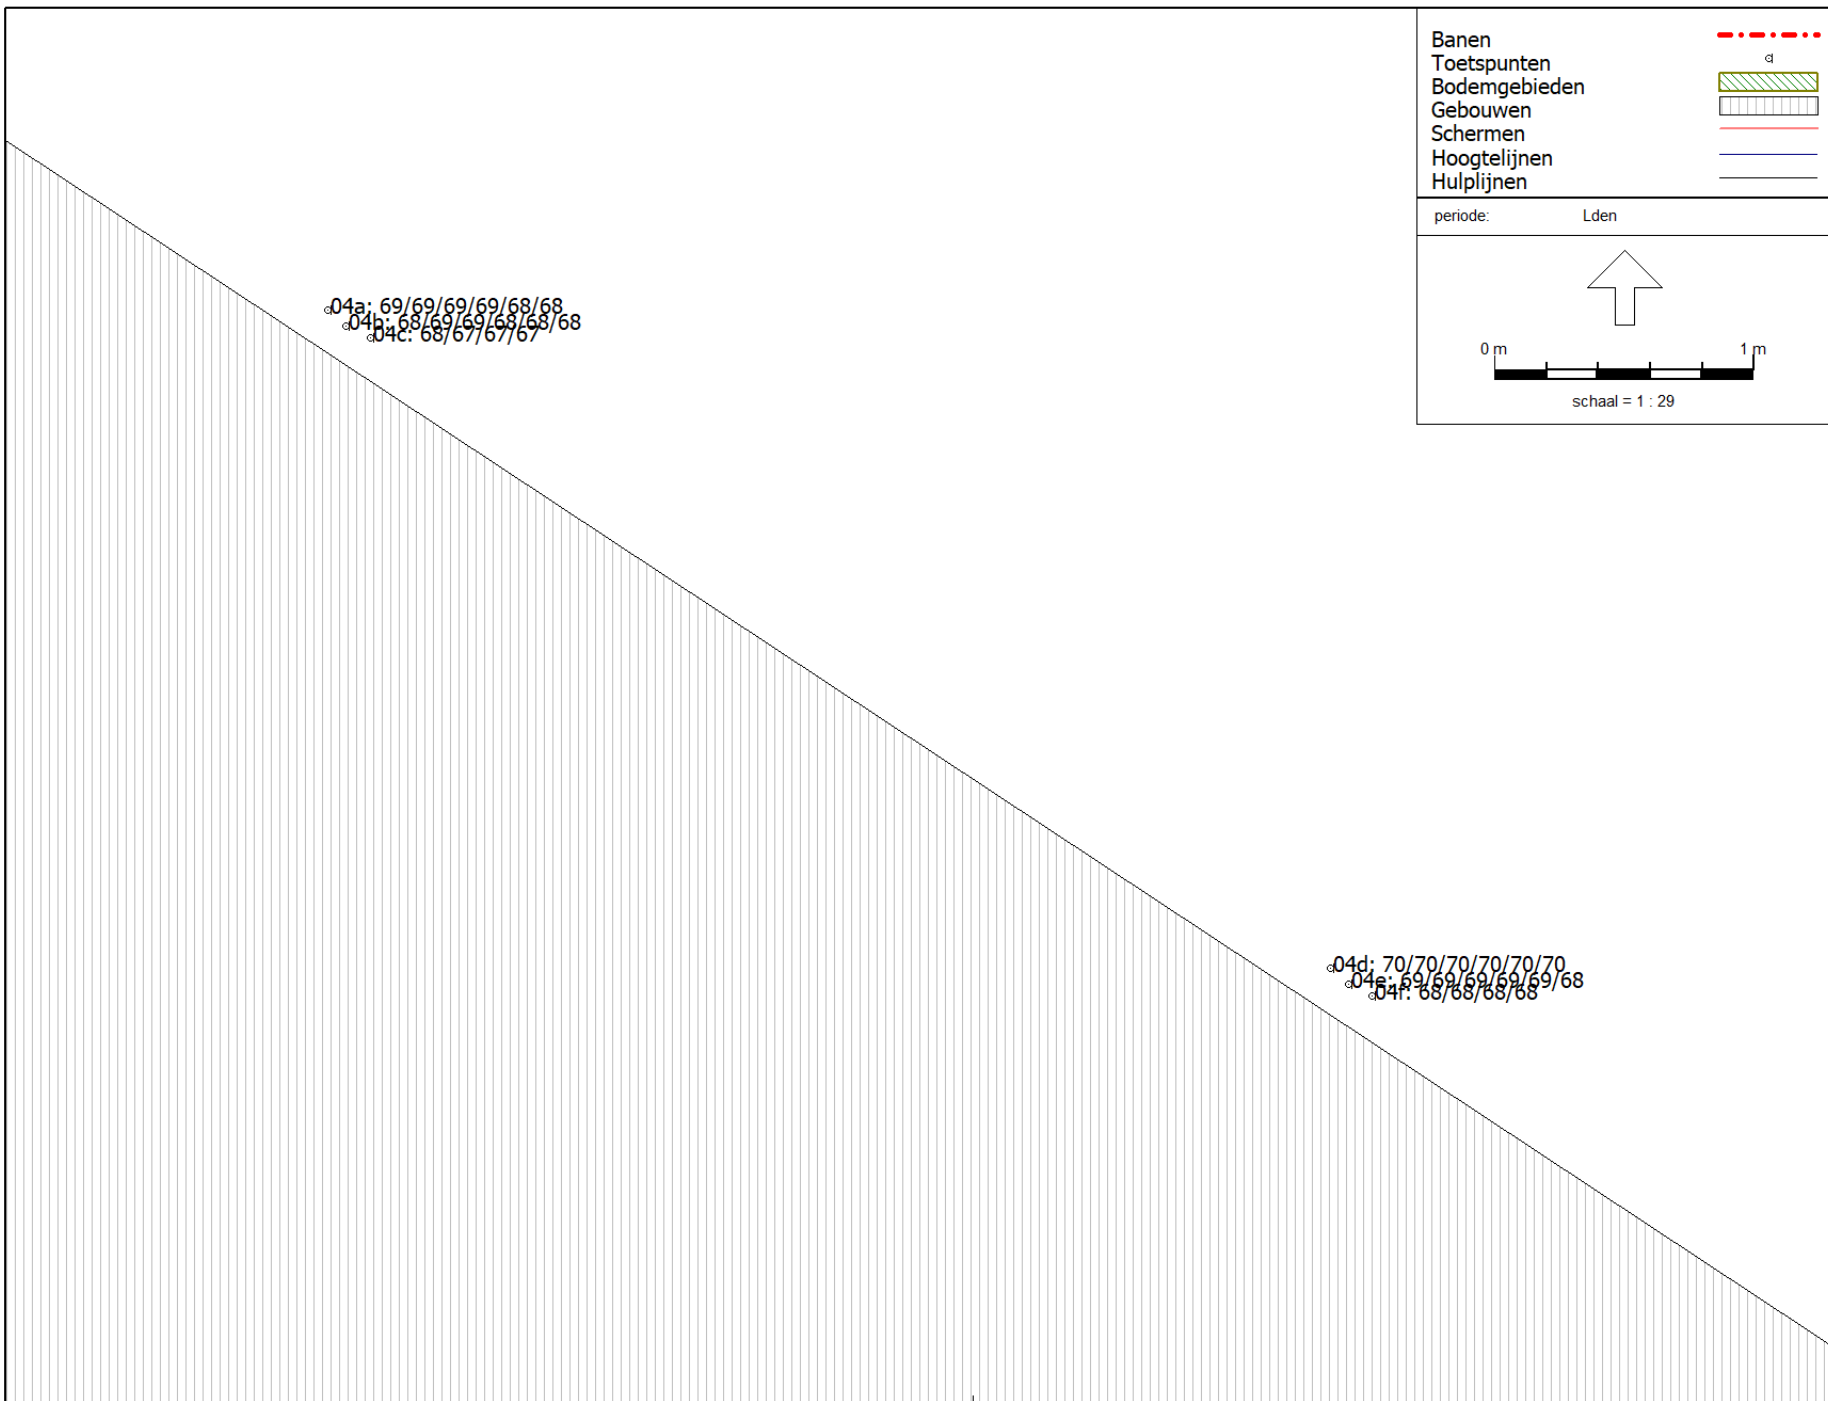 Banen
Toetspunten
Bodemgebieden
Gebouwen
Schermen
Hoogtelijnen
Hulplijnen
periode: Lden
0 m 1 m
schaal = 1 : 29
04a: 69/69/69/69/68/68
04b: 68/69/69/68/68/68
04c: 68/67/67/67
04d: 70/70/70/70/70/70
04e: 69/69/69/69/69/68
04f: 68/68/68/68